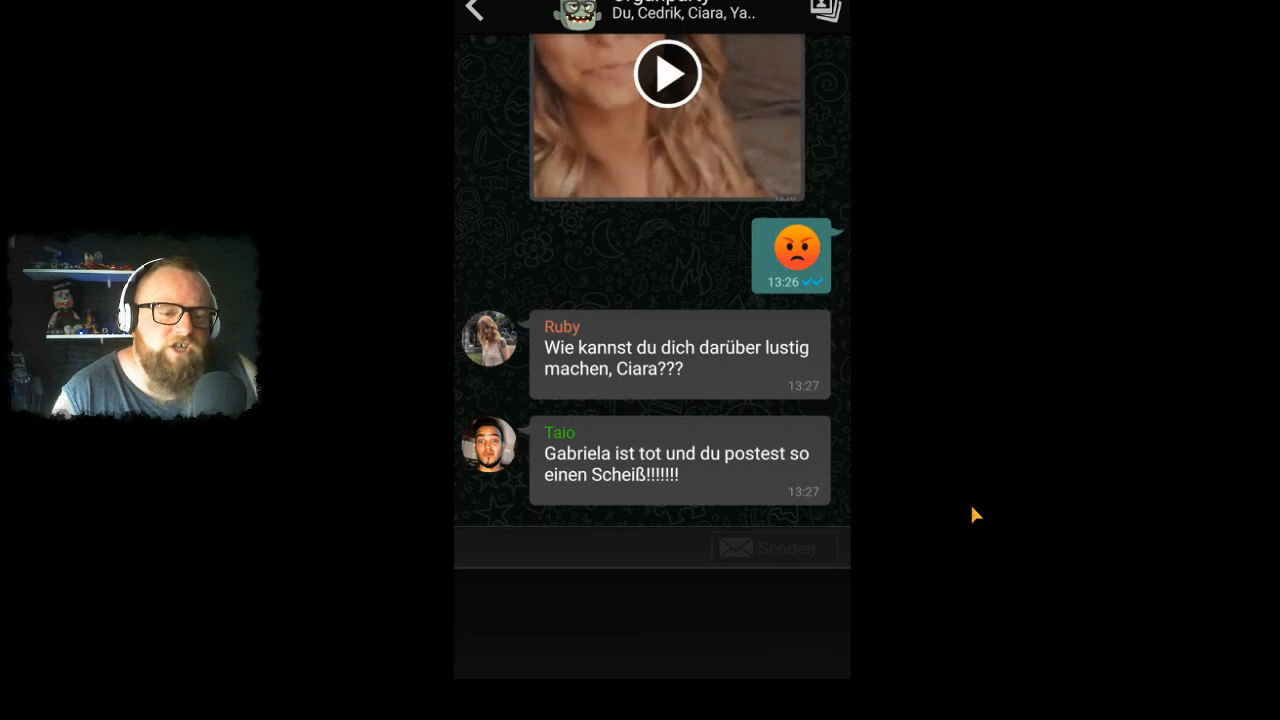 Du, Cedrik, Ciara, Ya..
13:26
Ruby
Wie kannst du dich darüber lustig
machen, Ciara???
13:27
Taio
Gabriela ist tot und du postest so
einen Scheiß!!!!!!!
13:27
Senden